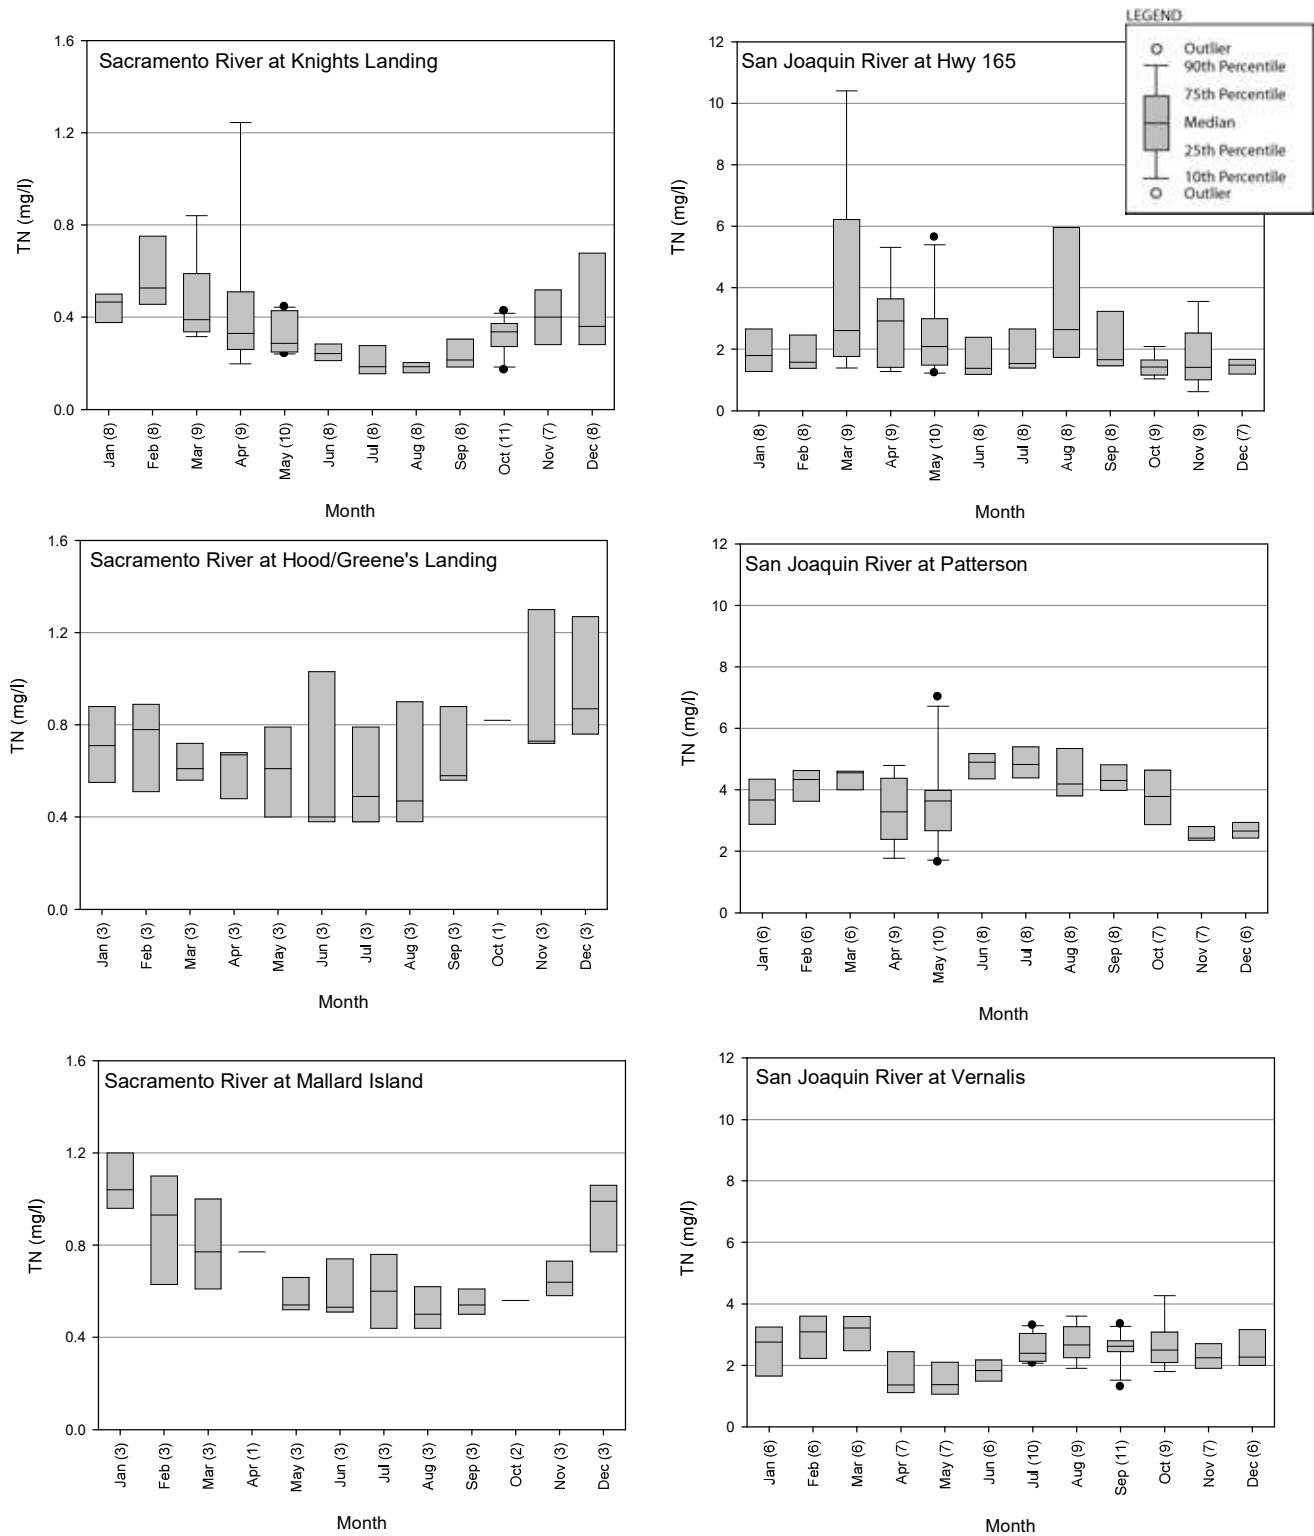 LEGEND
Outlier
90th Percentile
75th Percentile
Median
25th Percentile
10th Percentile
Outlier
Sacramento River at Knights Landing
TN (mg/l)
1.6
1.2
0.8
0.4
0.0
Jan (8)
Feb (8)
Mar (9)
Apr (9)
May (10)
Jun (8)
Jul (8)
Aug (8)
Sep (8)
Oct (11)
Nov (7)
Dec (8)
Month
San Joaquin River at Hwy 165
TN (mg/l)
12
10
8
6
4
2
0
Jan (8)
Feb (8)
Mar (9)
Apr (9)
May (10)
Jun (8)
Jul (8)
Aug (8)
Sep (8)
Oct (9)
Nov (9)
Dec (7)
Month
Sacramento River at Hood/Greene's Landing
TN (mg/l)
1.6
1.2
0.8
0.4
0.0
Jan (3)
Feb (3)
Mar (3)
Apr (3)
May (3)
Jun (3)
Jul (3)
Aug (3)
Sep (3)
Oct (1)
Nov (3)
Dec (3)
Month
San Joaquin River at Patterson
TN (mg/l)
12
10
8
6
4
2
0
Jan (6)
Feb (6)
Mar (6)
Apr (9)
May (10)
Jun (8)
Jul (8)
Aug (8)
Sep (8)
Oct (7)
Nov (7)
Dec (6)
Month
Sacramento River at Mallard Island
TN (mg/l)
1.6
1.2
0.8
0.4
0.0
Jan (3)
Feb (3)
Mar (3)
Apr (1)
May (3)
Jun (3)
Jul (3)
Aug (3)
Sep (3)
Oct (2)
Nov (3)
Dec (3)
Month
San Joaquin River at Vernalis
TN (mg/l)
12
10
8
6
4
2
0
Jan (6)
Feb (6)
Mar (6)
Apr (7)
May (7)
Jun (6)
Jul (10)
Aug (9)
Sep (11)
Oct (9)
Nov (7)
Dec (6)
Month